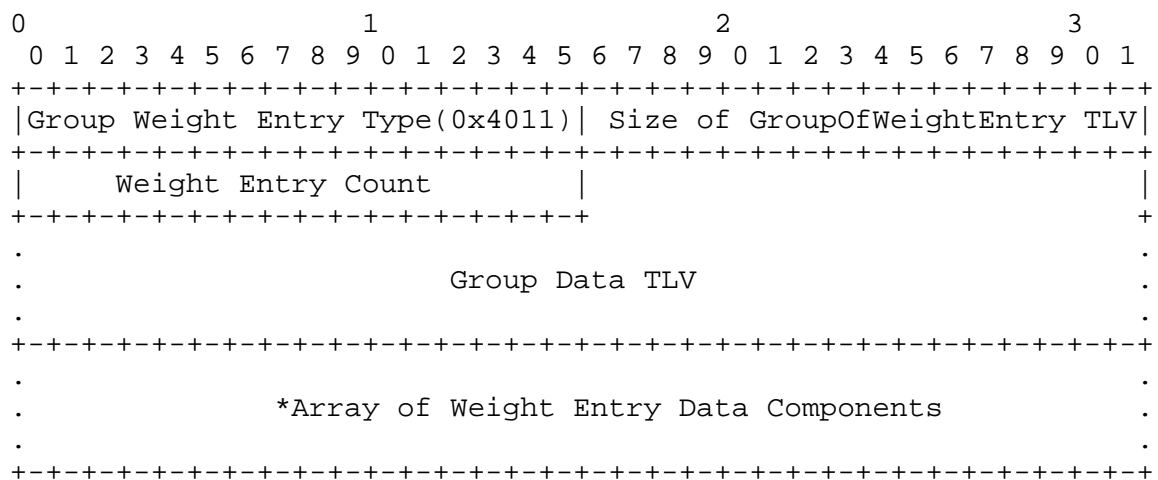 0                   1                   2                   3
 0 1 2 3 4 5 6 7 8 9 0 1 2 3 4 5 6 7 8 9 0 1 2 3 4 5 6 7 8 9 0 1
+-+-+-+-+-+-+-+-+-+-+-+-+-+-+-+-+-+-+-+-+-+-+-+-+-+-+-+-+-+-+-+-+
|Group Weight Entry Type(0x4011)| Size of GroupOfWeightEntry TLV|
+-+-+-+-+-+-+-+-+-+-+-+-+-+-+-+-+-+-+-+-+-+-+-+-+-+-+-+-+-+-+-+-+
|     Weight Entry Count        |                               |
+-+-+-+-+-+-+-+-+-+-+-+-+-+-+-+-+                               +
.                                                               .
.                        Group Data TLV                         .
.                                                               .
+-+-+-+-+-+-+-+-+-+-+-+-+-+-+-+-+-+-+-+-+-+-+-+-+-+-+-+-+-+-+-+-+
.                                                               .
.              *Array of Weight Entry Data Components           .
.                                                               .
+-+-+-+-+-+-+-+-+-+-+-+-+-+-+-+-+-+-+-+-+-+-+-+-+-+-+-+-+-+-+-+-+